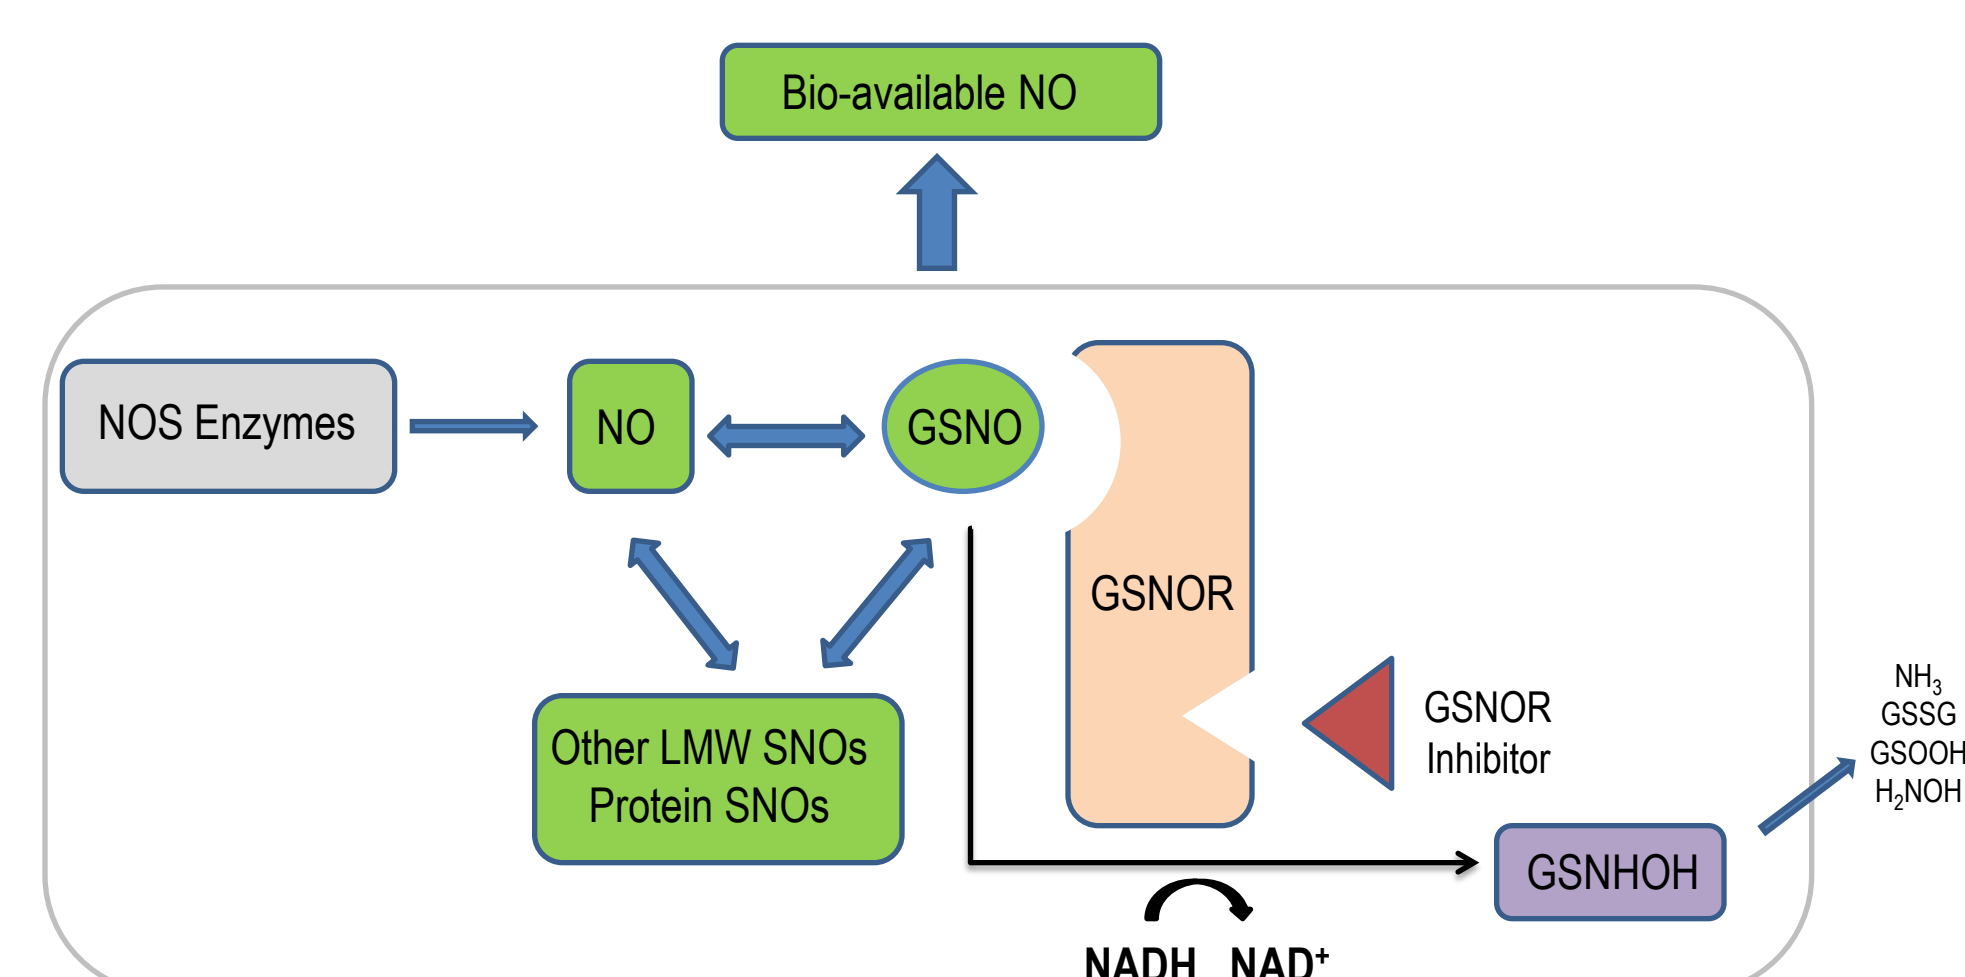 Bio-available NO
NOS Enzymes
NO
GSNO
GSNOR
Other LMW SNOs
Protein SNOs
GSNOR
Inhibitor
NH₃
GSSG
GSOOH
H₂NOH
GSNHOH
NADH NAD⁺